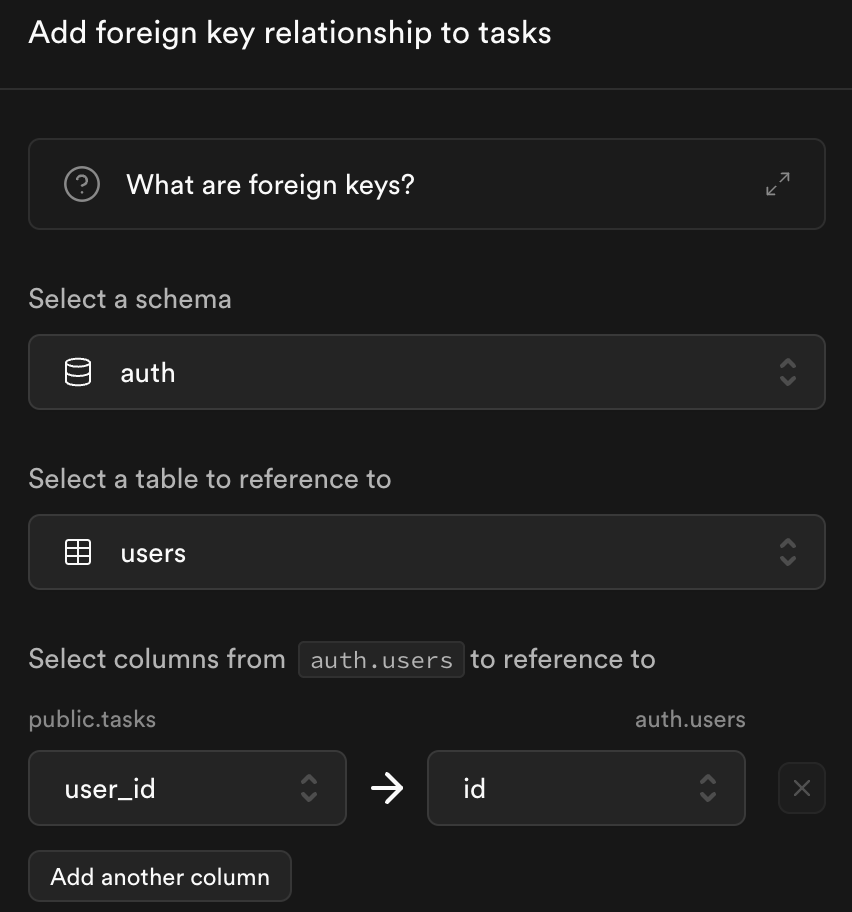 Add foreign key relationship to tasks
What are foreign keys?
Select a schema
auth
Select a table to reference to
users
Select columns from auth.users to reference to
public.tasks auth.users
user_id → id
Add another column